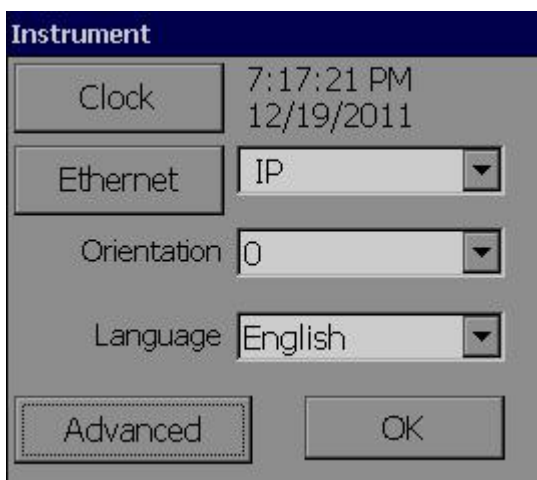 Instrument
Clock
7:17:21 PM
12/19/2011
Ethernet
IP
Orientation
0
Language
English
Advanced
OK